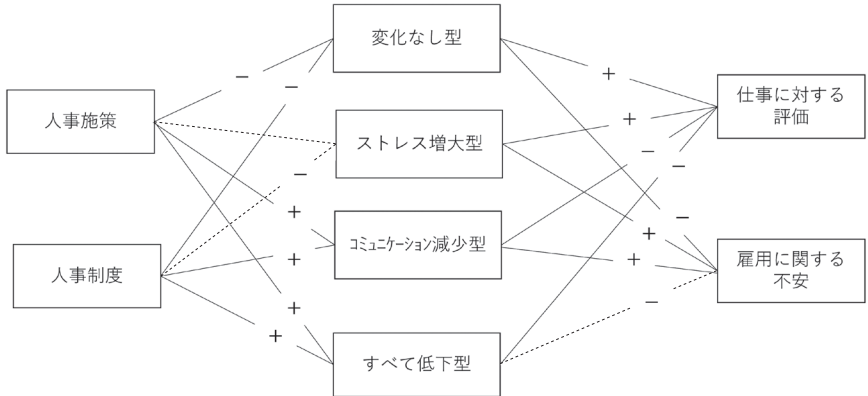 変化なし型
人事施策
ストレス増大型
コミュニケーション減少型
人事制度
すべて低下型
仕事に対する
評価
雇用に関する
不安
−
−
−
+
+
+
+
+
+
−
−
−
+
+
−